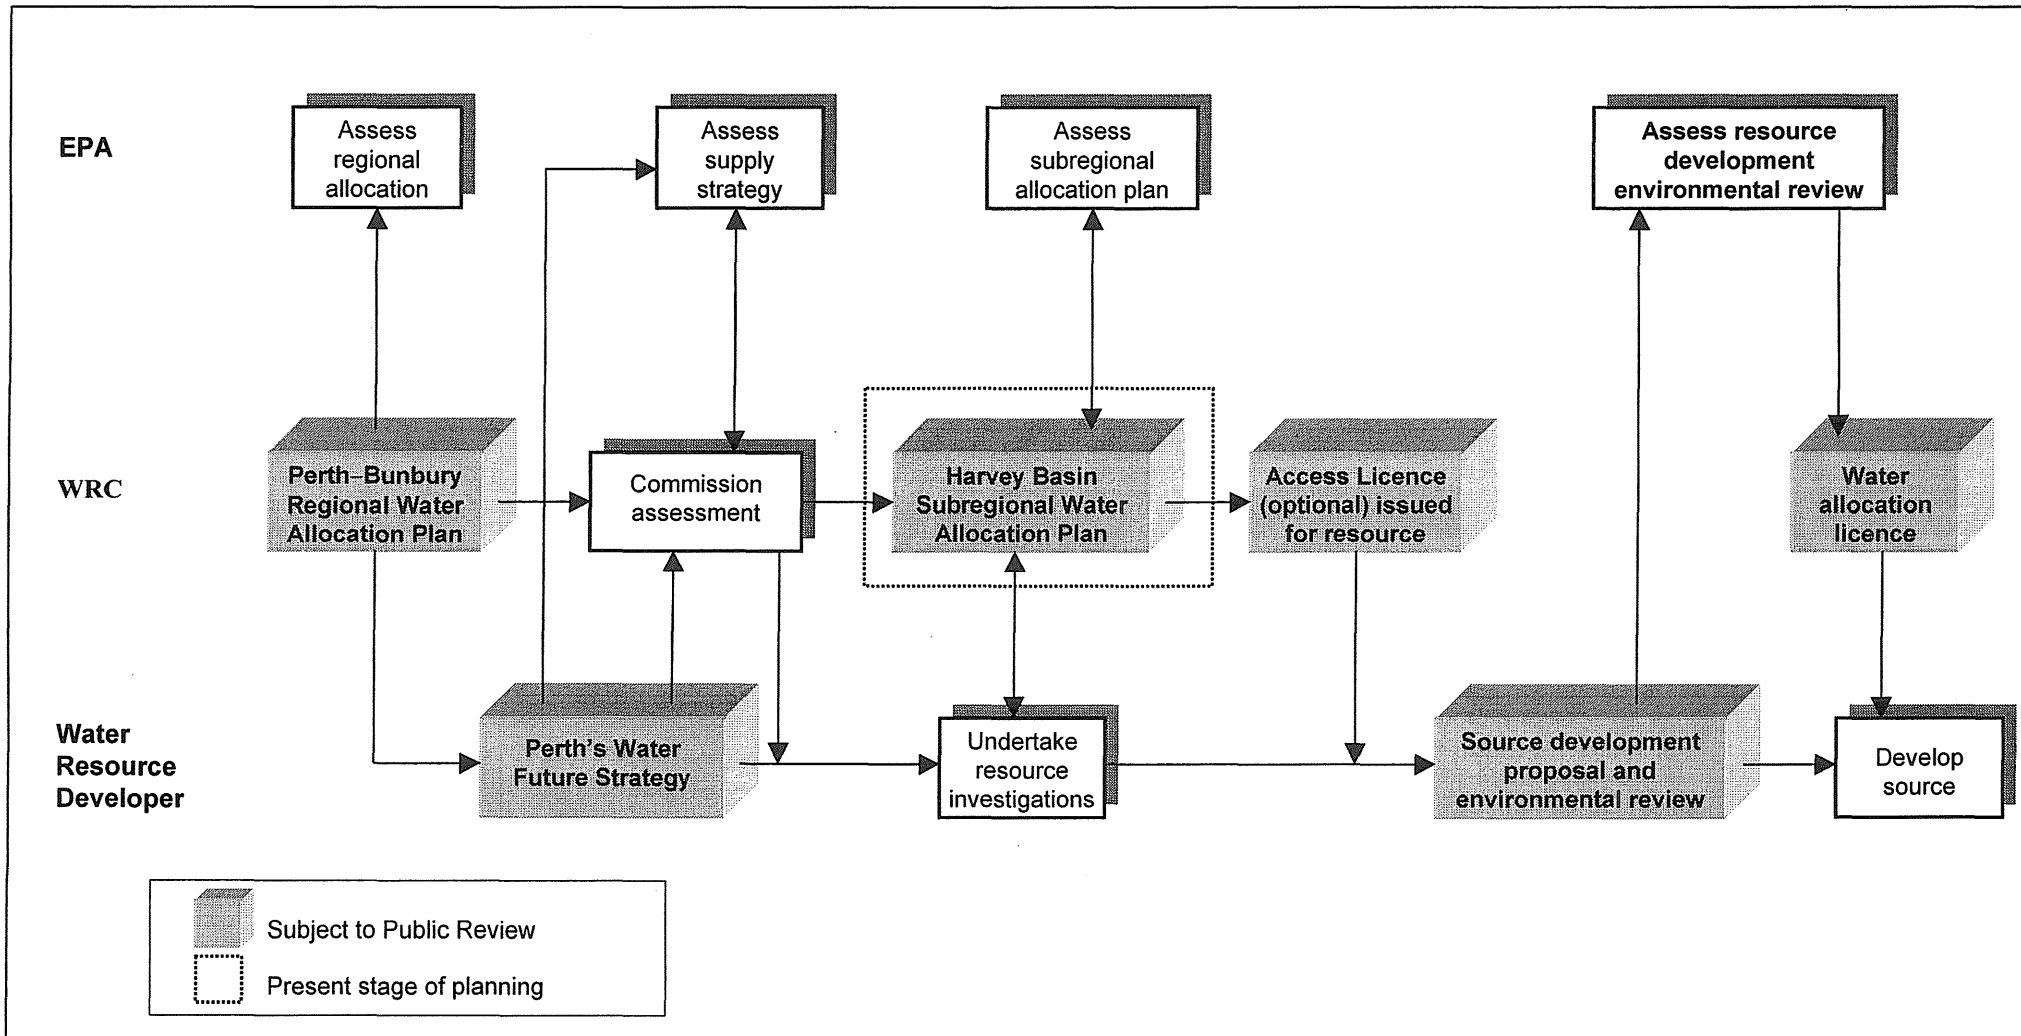 EPA
Assess
regional
allocation
Assess
supply
strategy
Assess
subregional
allocation plan
Assess resource
development
environmental review
WRC
Perth–Bunbury
Regional Water
Allocation Plan
Commission
assessment
Harvey Basin
Subregional Water
Allocation Plan
Access Licence
(optional) issued
for resource
Water
allocation
licence
Water
Resource
Developer
Perth's Water
Future Strategy
Undertake
resource
investigations
Source development
proposal and
environmental review
Develop
source
Subject to Public Review
Present stage of planning